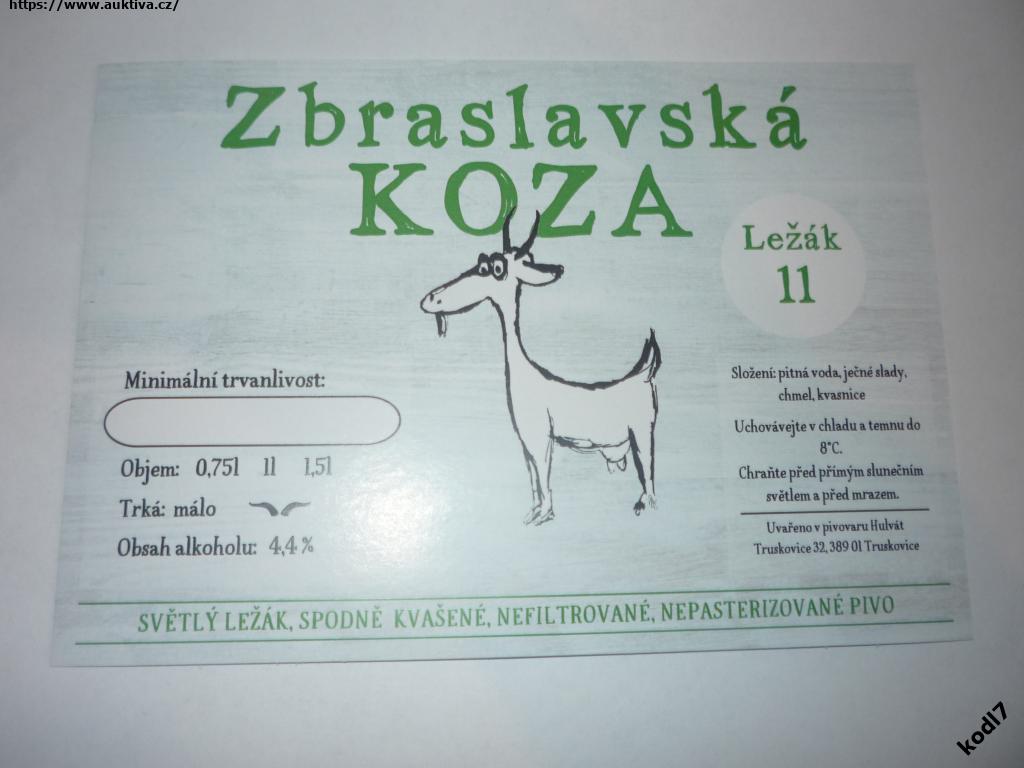 https://www.auktiva.cz/
Zbraslavská
KOZA
Ležák
11
Minimální trvanlivost:
Objem: 0,75l 1l 1,5l
Trká: málo
Obsah alkoholu: 4,4%
Složení: pitná voda, ječné slady,
chmel, kvasnice
Uchovávejte v chladu a temnu do
8°C.
Chraňte před přímým slunečním
světlem a před mrazem.
Uvařeno v pivovaru Hulvát
Truskovice 32, 389 01 Truskovice
SVĚTLÝ LEŽÁK, SPODNĚ KVAŠENÉ, NEFILTROVANÉ, NEPASTERIZOVANÉ PIVO
kodl7